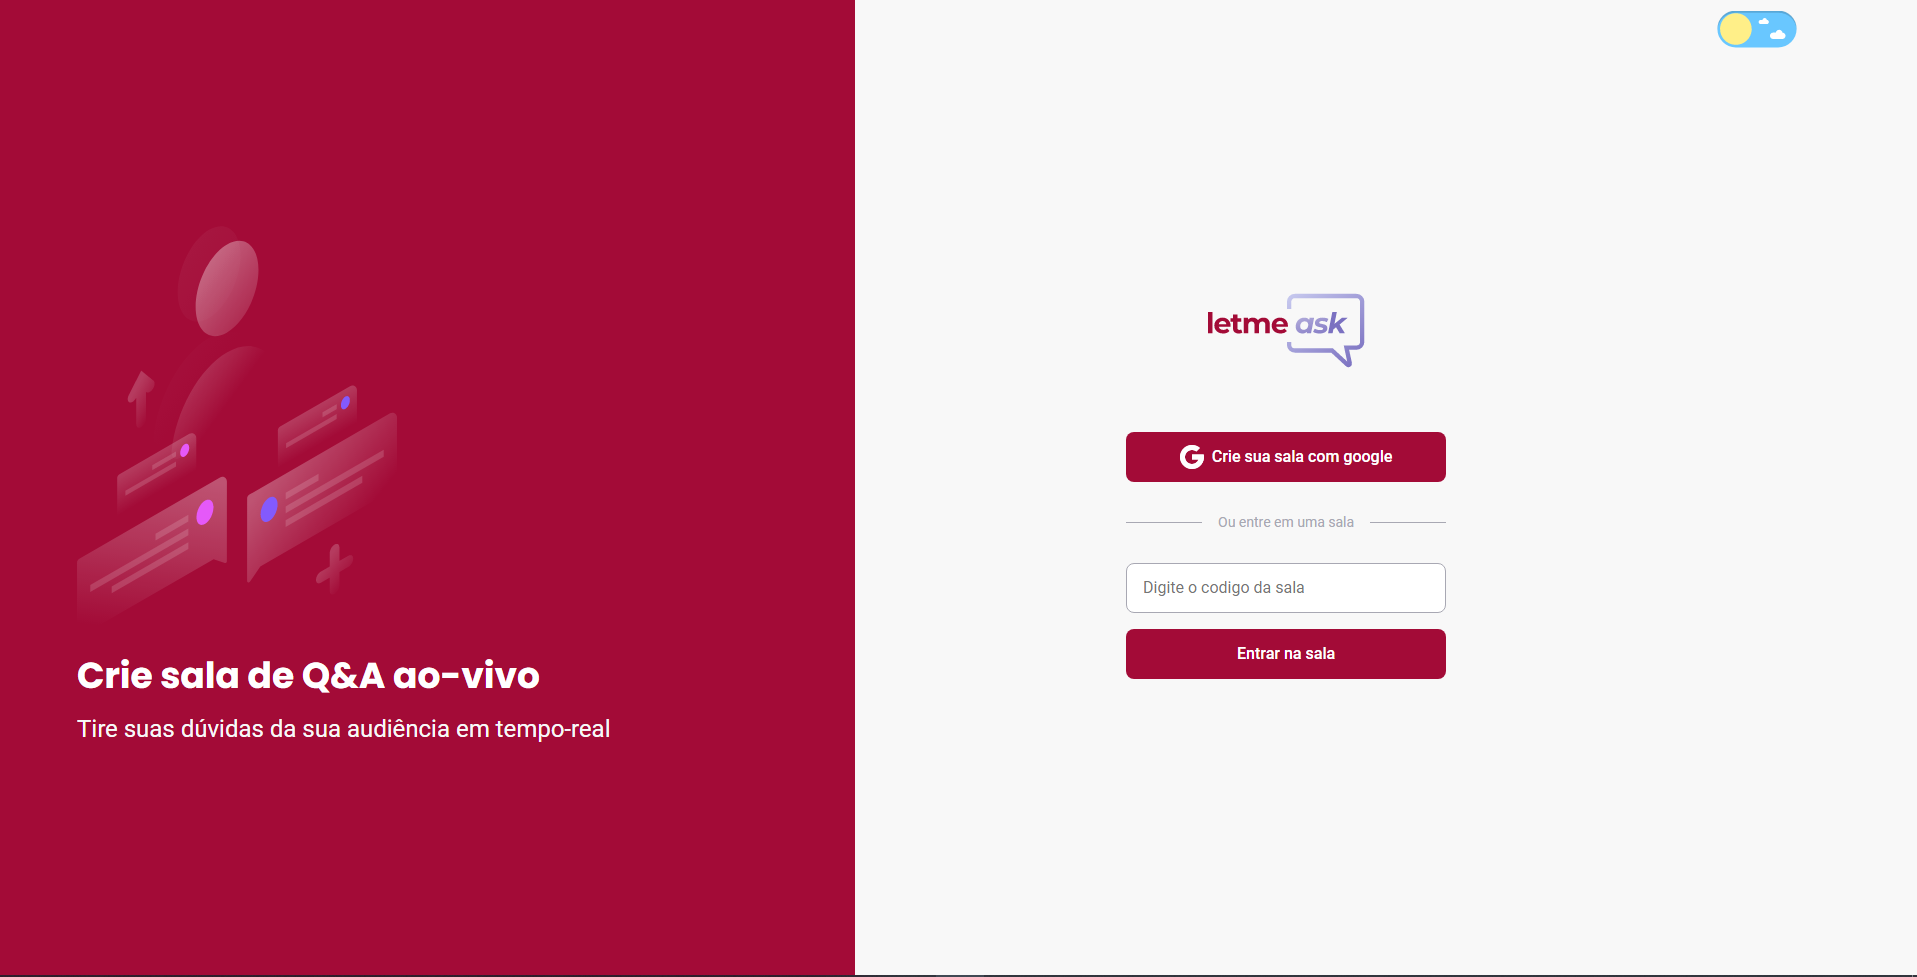 Crie sala de Q&A ao-vivo
Tire suas dúvidas da sua audiência em tempo-real
letme ask
Crie sua sala com google
Ou entre em uma sala
Digite o codigo da sala
Entrar na sala